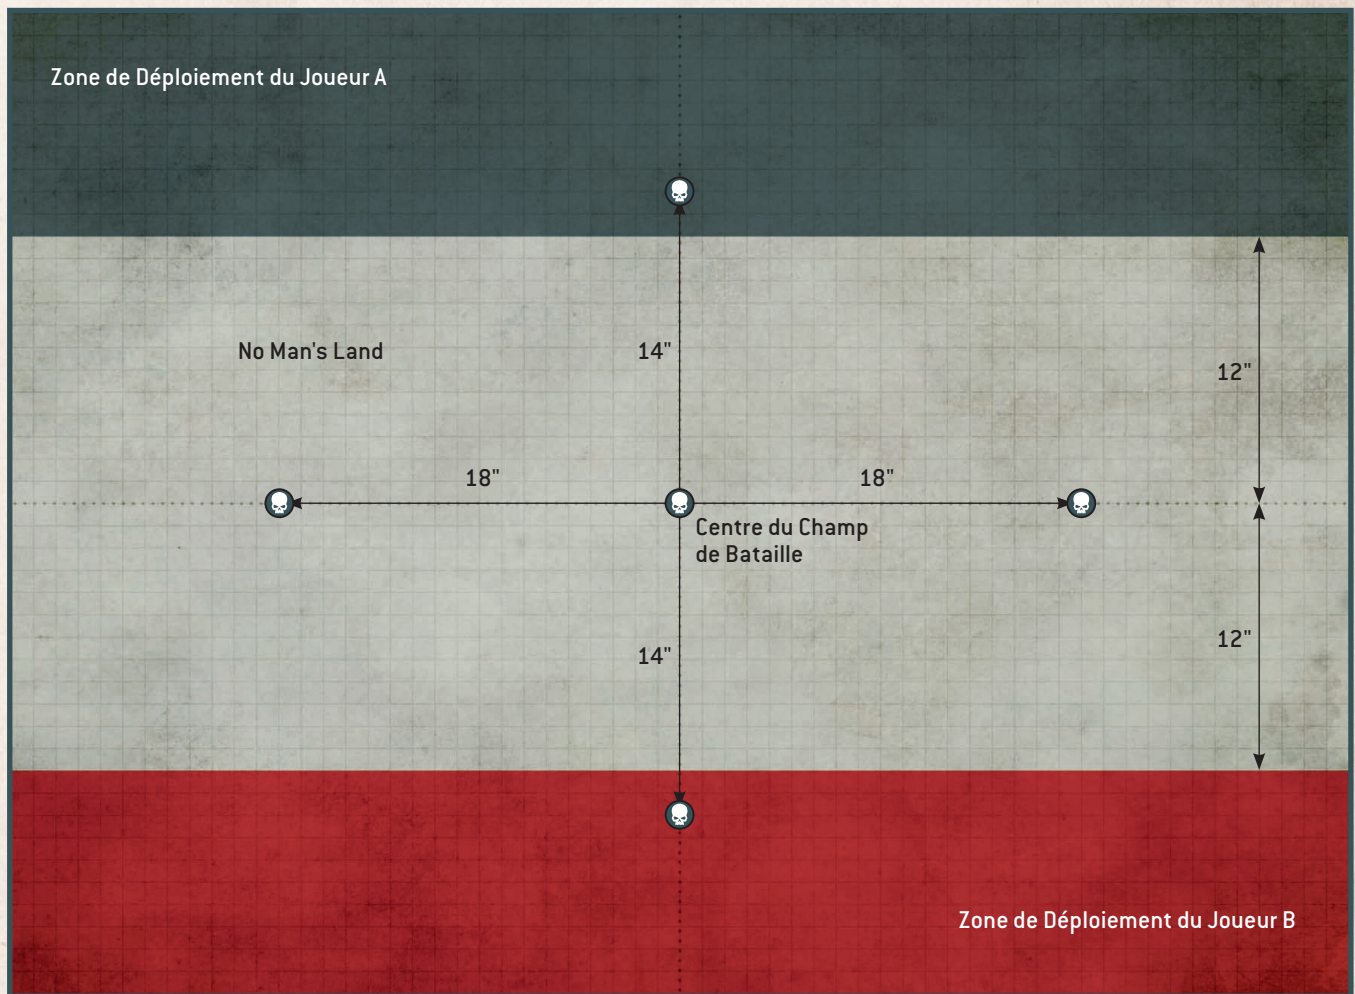 Zone de Déploiement du Joueur A
No Man's Land
14"
12"
18"
18"
Centre du Champ
de Bataille
14"
12"
Zone de Déploiement du Joueur B